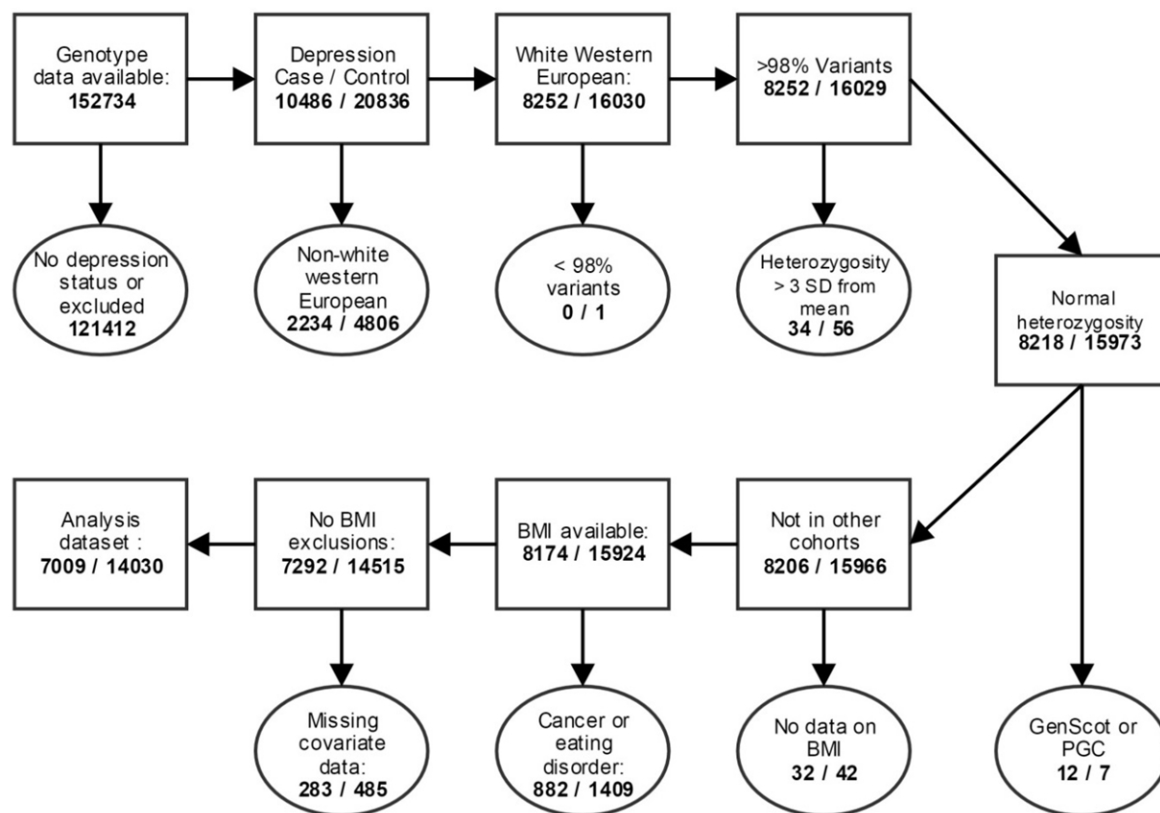 Genotype
data available:
152734
Depression
Case / Control
10486 / 20836
White Western
European:
8252 / 16030
>98% Variants
8252 / 16029
No depression
status or
excluded
121412
Non-white
western
European
2234 / 4806
< 98%
variants
0 / 1
Heterozygosity
> 3 SD from
mean
34 / 56
Normal
heterozygosity
8218 / 15973
Analysis
dataset :
7009 / 14030
No BMI
exclusions:
7292 / 14515
BMI available:
8174 / 15924
Not in other
cohorts
8206 / 15966
Missing
covariate
data:
283 / 485
Cancer or
eating
disorder:
882 / 1409
No data on
BMI
32 / 42
GenScot or
PGC
12 / 7